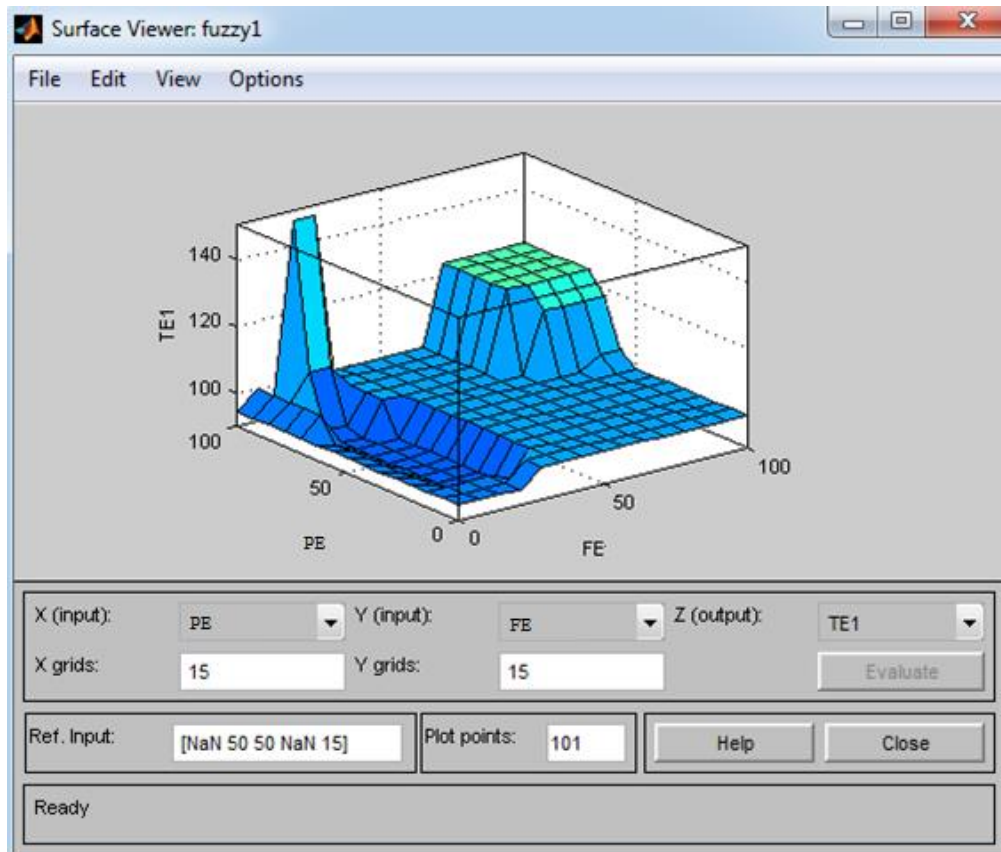 Surface Viewer: fuzzy1
File Edit View Options
140
120
100
TE1
100
50
0
PE
0
50
100
FE
X (input): PE Y (input): FE Z (output): TE1
X grids: 15 Y grids: 15 Evaluate
Ref. Input: [NaN 50 50 NaN 15] Plot points: 101 Help Close
Ready